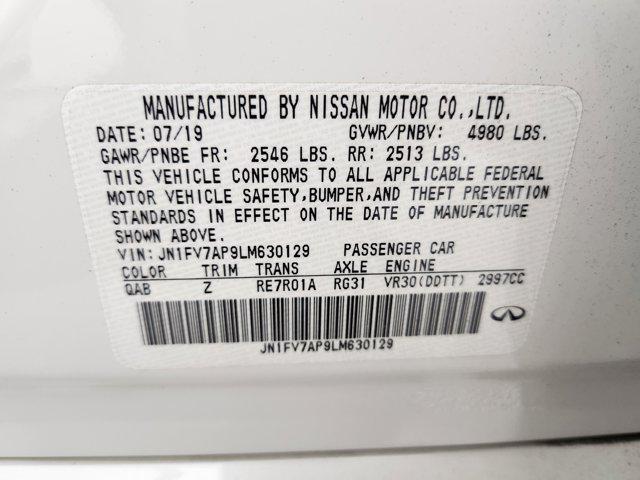 MANUFACTURED BY NISSAN MOTOR CO.,LTD.
DATE: 07/19 GVWR/PNBV: 4980 LBS.
GAWR/PNBE FR: 2546 LBS. RR: 2513 LBS.
THIS VEHICLE CONFORMS TO ALL APPLICABLE FEDERAL
MOTOR VEHICLE SAFETY,BUMPER,AND THEFT PREVENTION
STANDARDS IN EFFECT ON THE DATE OF MANUFACTURE
SHOWN ABOVE.
VIN: JN1FV7AP9LM630129 PASSENGER CAR
COLOR TRIM TRANS AXLE ENGINE
QAB Z RE7R01A RG31 VR30(DDTT) 2997CC
JN1FV7AP9LM630129